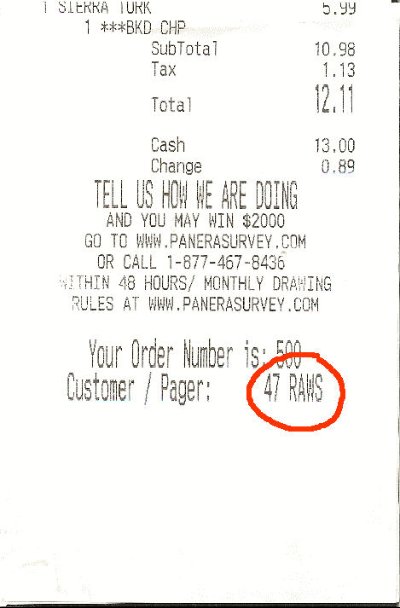 1 SIERRA TURK 5.99
1 ***BKD CHP
SubTotal 10.98
Tax 1.13
Total 12.11
Cash 13.00
Change 0.89
TELL US HOW WE ARE DOING
AND YOU MAY WIN $2000
GO TO WWW.PANERASURVEY.COM
OR CALL 1-877-467-8436
WITHIN 48 HOURS/ MONTHLY DRAWING
RULES AT WWW.PANERASURVEY.COM
Your Order Number is: 500
Customer / Pager: 47 RAWS